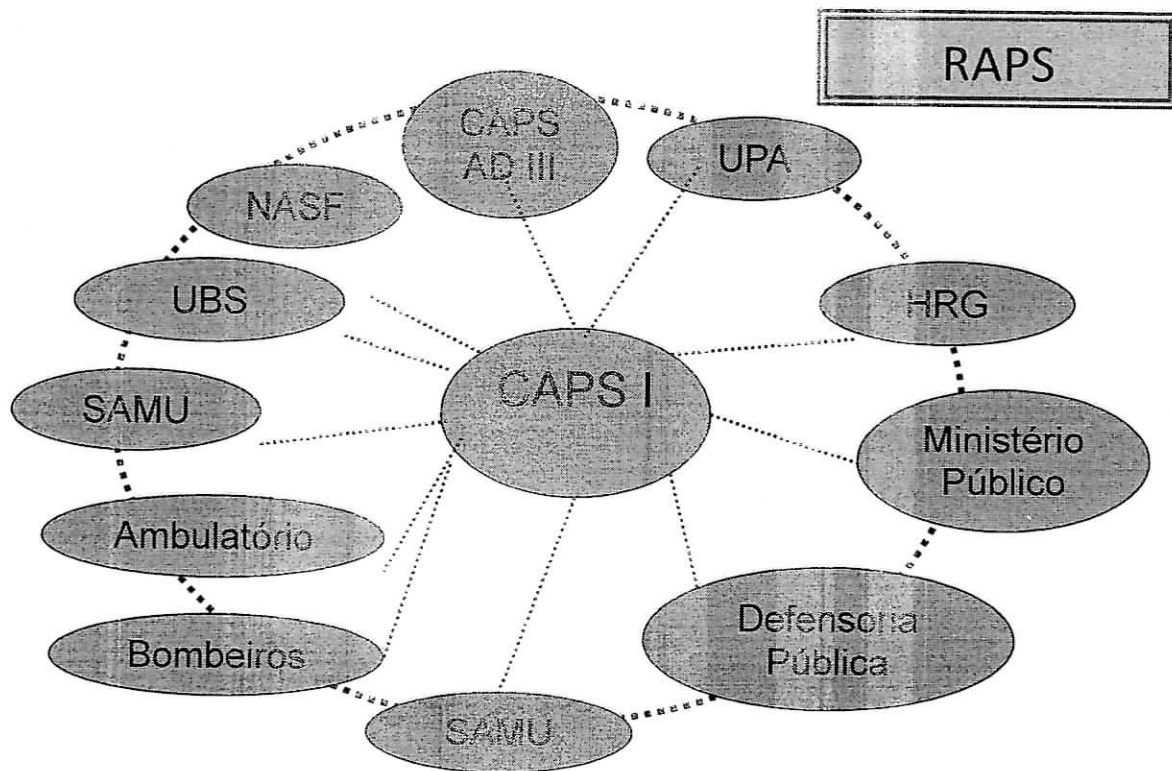 RAPS
CAPS
AD III
UPA
NASF
UBS
HRG
CAPS I
SAMU
Ministério
Público
Ambulatório
Defensoria
Pública
Bombeiros
SAMU